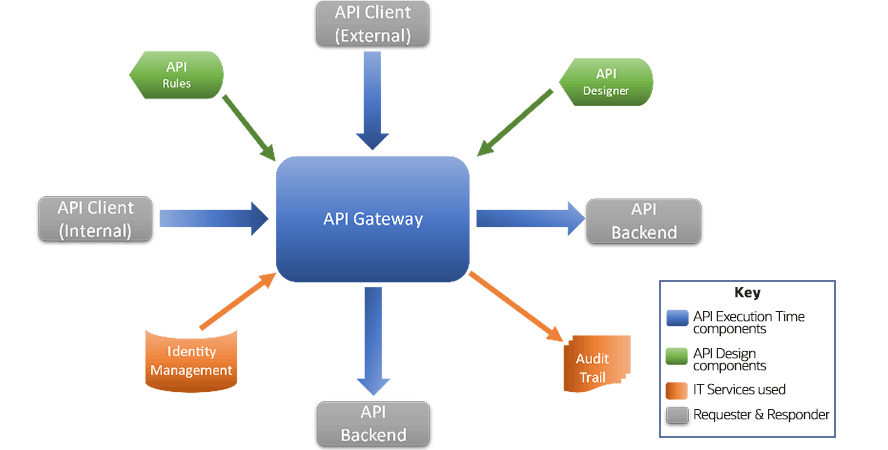 API Client
(External)
API
Rules
API
Designer
API Client
(Internal)
API Gateway
API
Backend
Identity
Management
Audit
Trail
API
Backend
Key
API Execution Time
components
API Design
components
IT Services used
Requester & Responder